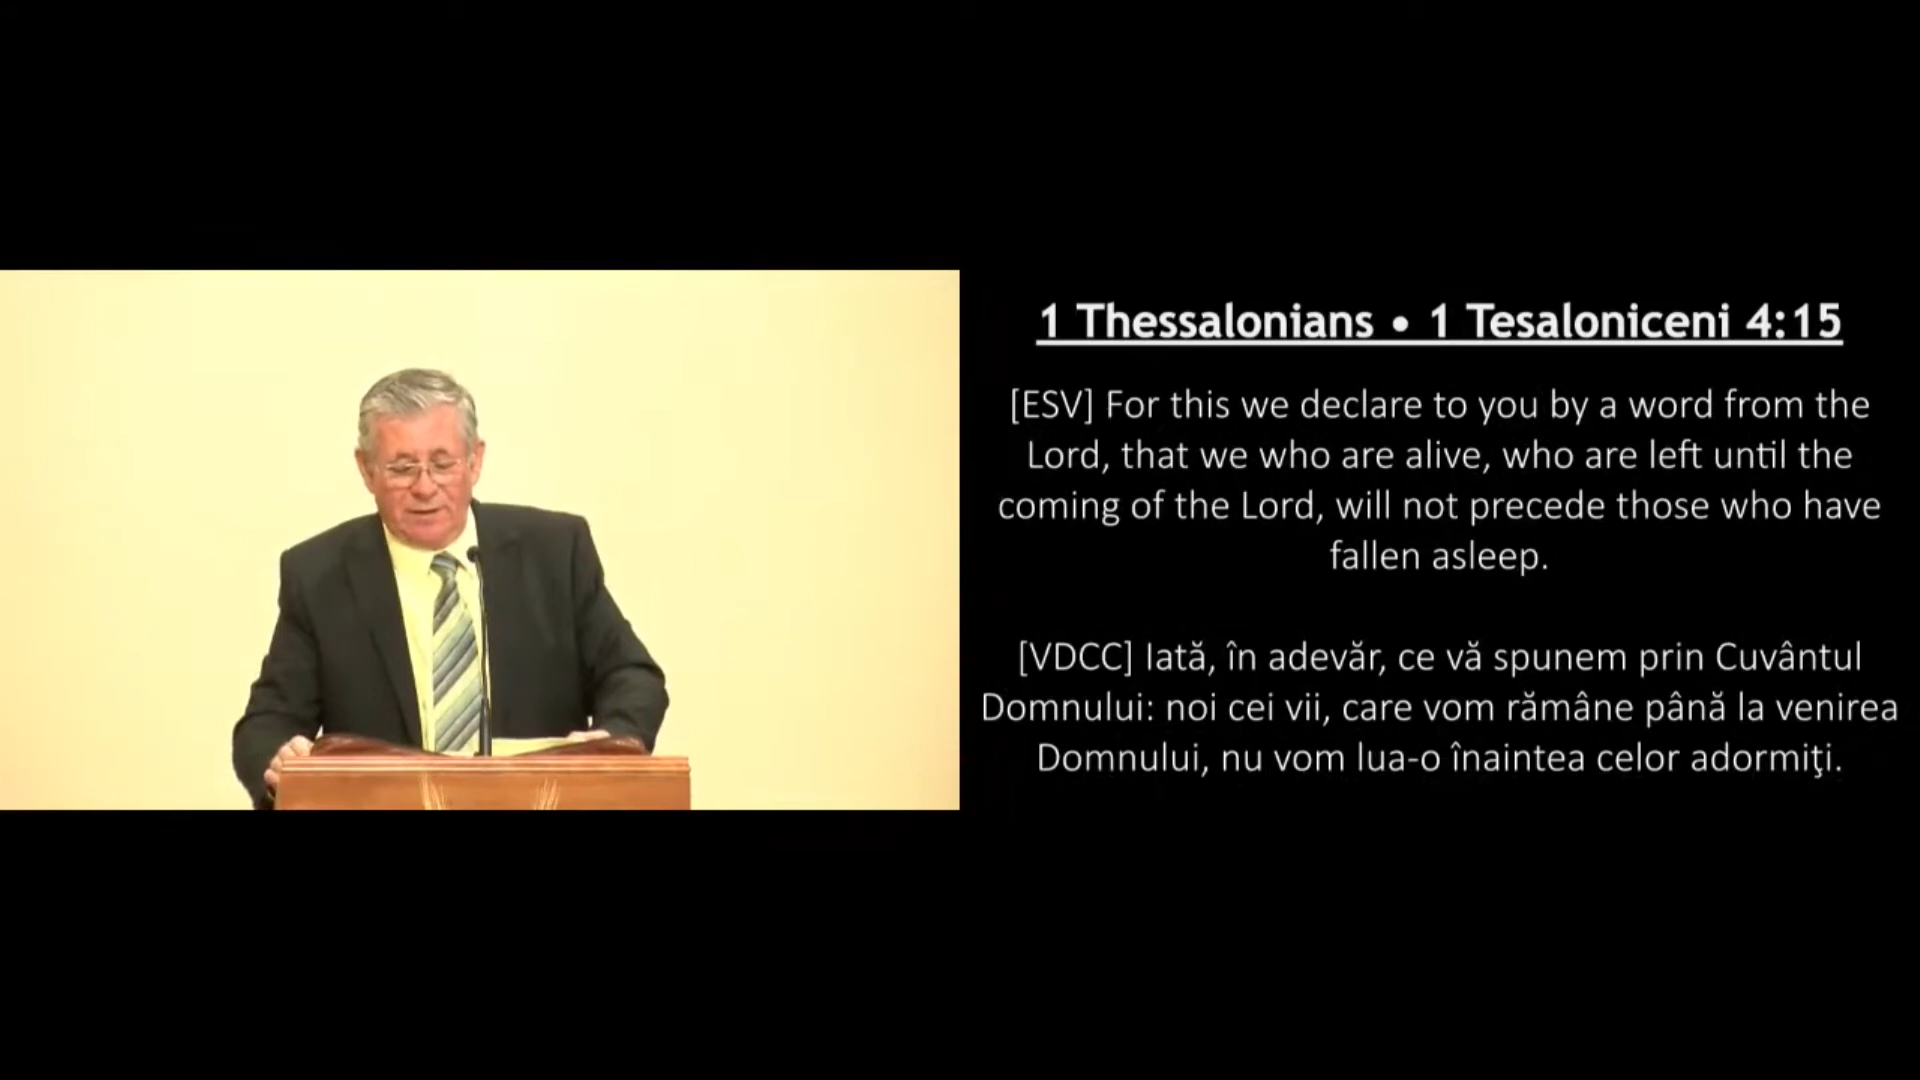 1 Thessalonians • 1 Tesaloniceni 4:15
[ESV] For this we declare to you by a word from the
Lord, that we who are alive, who are left until the
coming of the Lord, will not precede those who have
fallen asleep.
[VDCC] Iată, în adevăr, ce vă spunem prin Cuvântul
Domnului: noi cei vii, care vom rămâne până la venirea
Domnului, nu vom lua-o înaintea celor adormiţi.